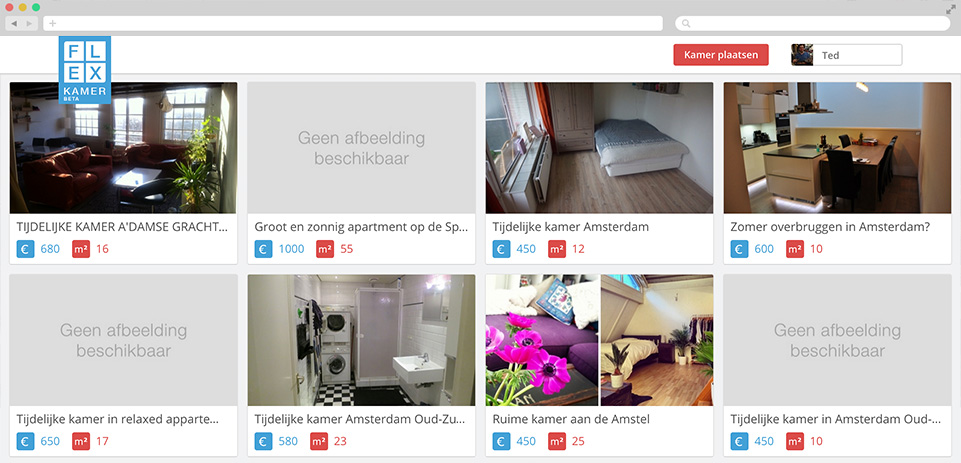 FL
EX
KAMER
BETA
Kamer plaatsen
Ted
TIJDELIJKE KAMER A'DAMSE GRACHT...
€ 680 m² 16
Geen afbeelding
beschikbaar
Groot en zonnig apartment op de Sp...
€ 1000 m² 55
Tijdelijke kamer Amsterdam
€ 450 m² 12
Zomer overbruggen in Amsterdam?
€ 600 m² 10
Geen afbeelding
beschikbaar
Tijdelijke kamer in relaxed apparte...
€ 650 m² 17
Tijdelijke kamer Amsterdam Oud-Zu...
€ 580 m² 23
Ruime kamer aan de Amstel
€ 450 m² 25
Geen afbeelding
beschikbaar
Tijdelijke kamer in Amsterdam Oud-...
€ 450 m² 10